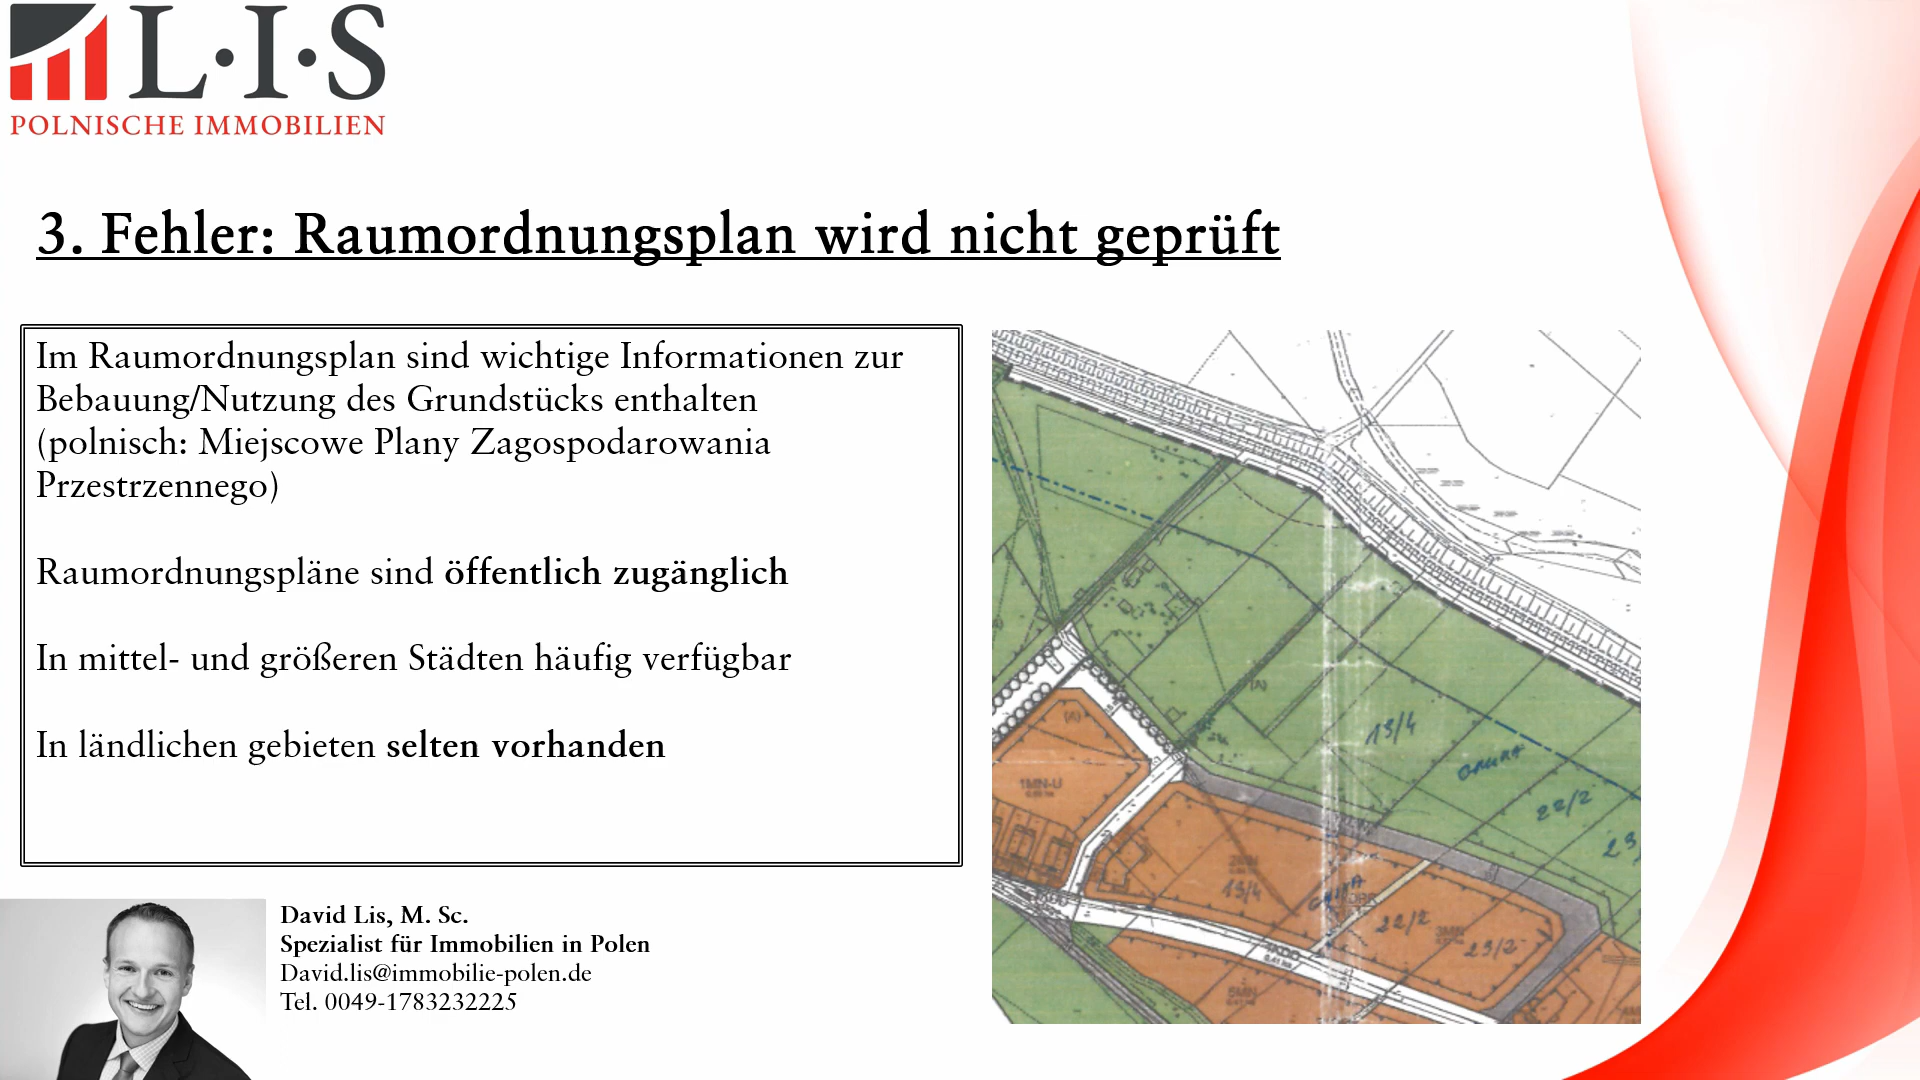 L·I·S
POLNISCHE IMMOBILIEN
3. Fehler: Raumordnungsplan wird nicht geprüft
Im Raumordnungsplan sind wichtige Informationen zur
Bebauung/Nutzung des Grundstücks enthalten
(polnisch: Miejscowe Plany Zagospodarowania
Przestrzennego)
Raumordnungspläne sind öffentlich zugänglich
In mittel- und größeren Städten häufig verfügbar
In ländlichen gebieten selten vorhanden
(A)
13/4
22/2
(A)
1MN-U
13/4
22/2
3MN
23/2
5MN
David Lis, M. Sc.
Spezialist für Immobilien in Polen
David.lis@immobilie-polen.de
Tel. 0049-1783232225